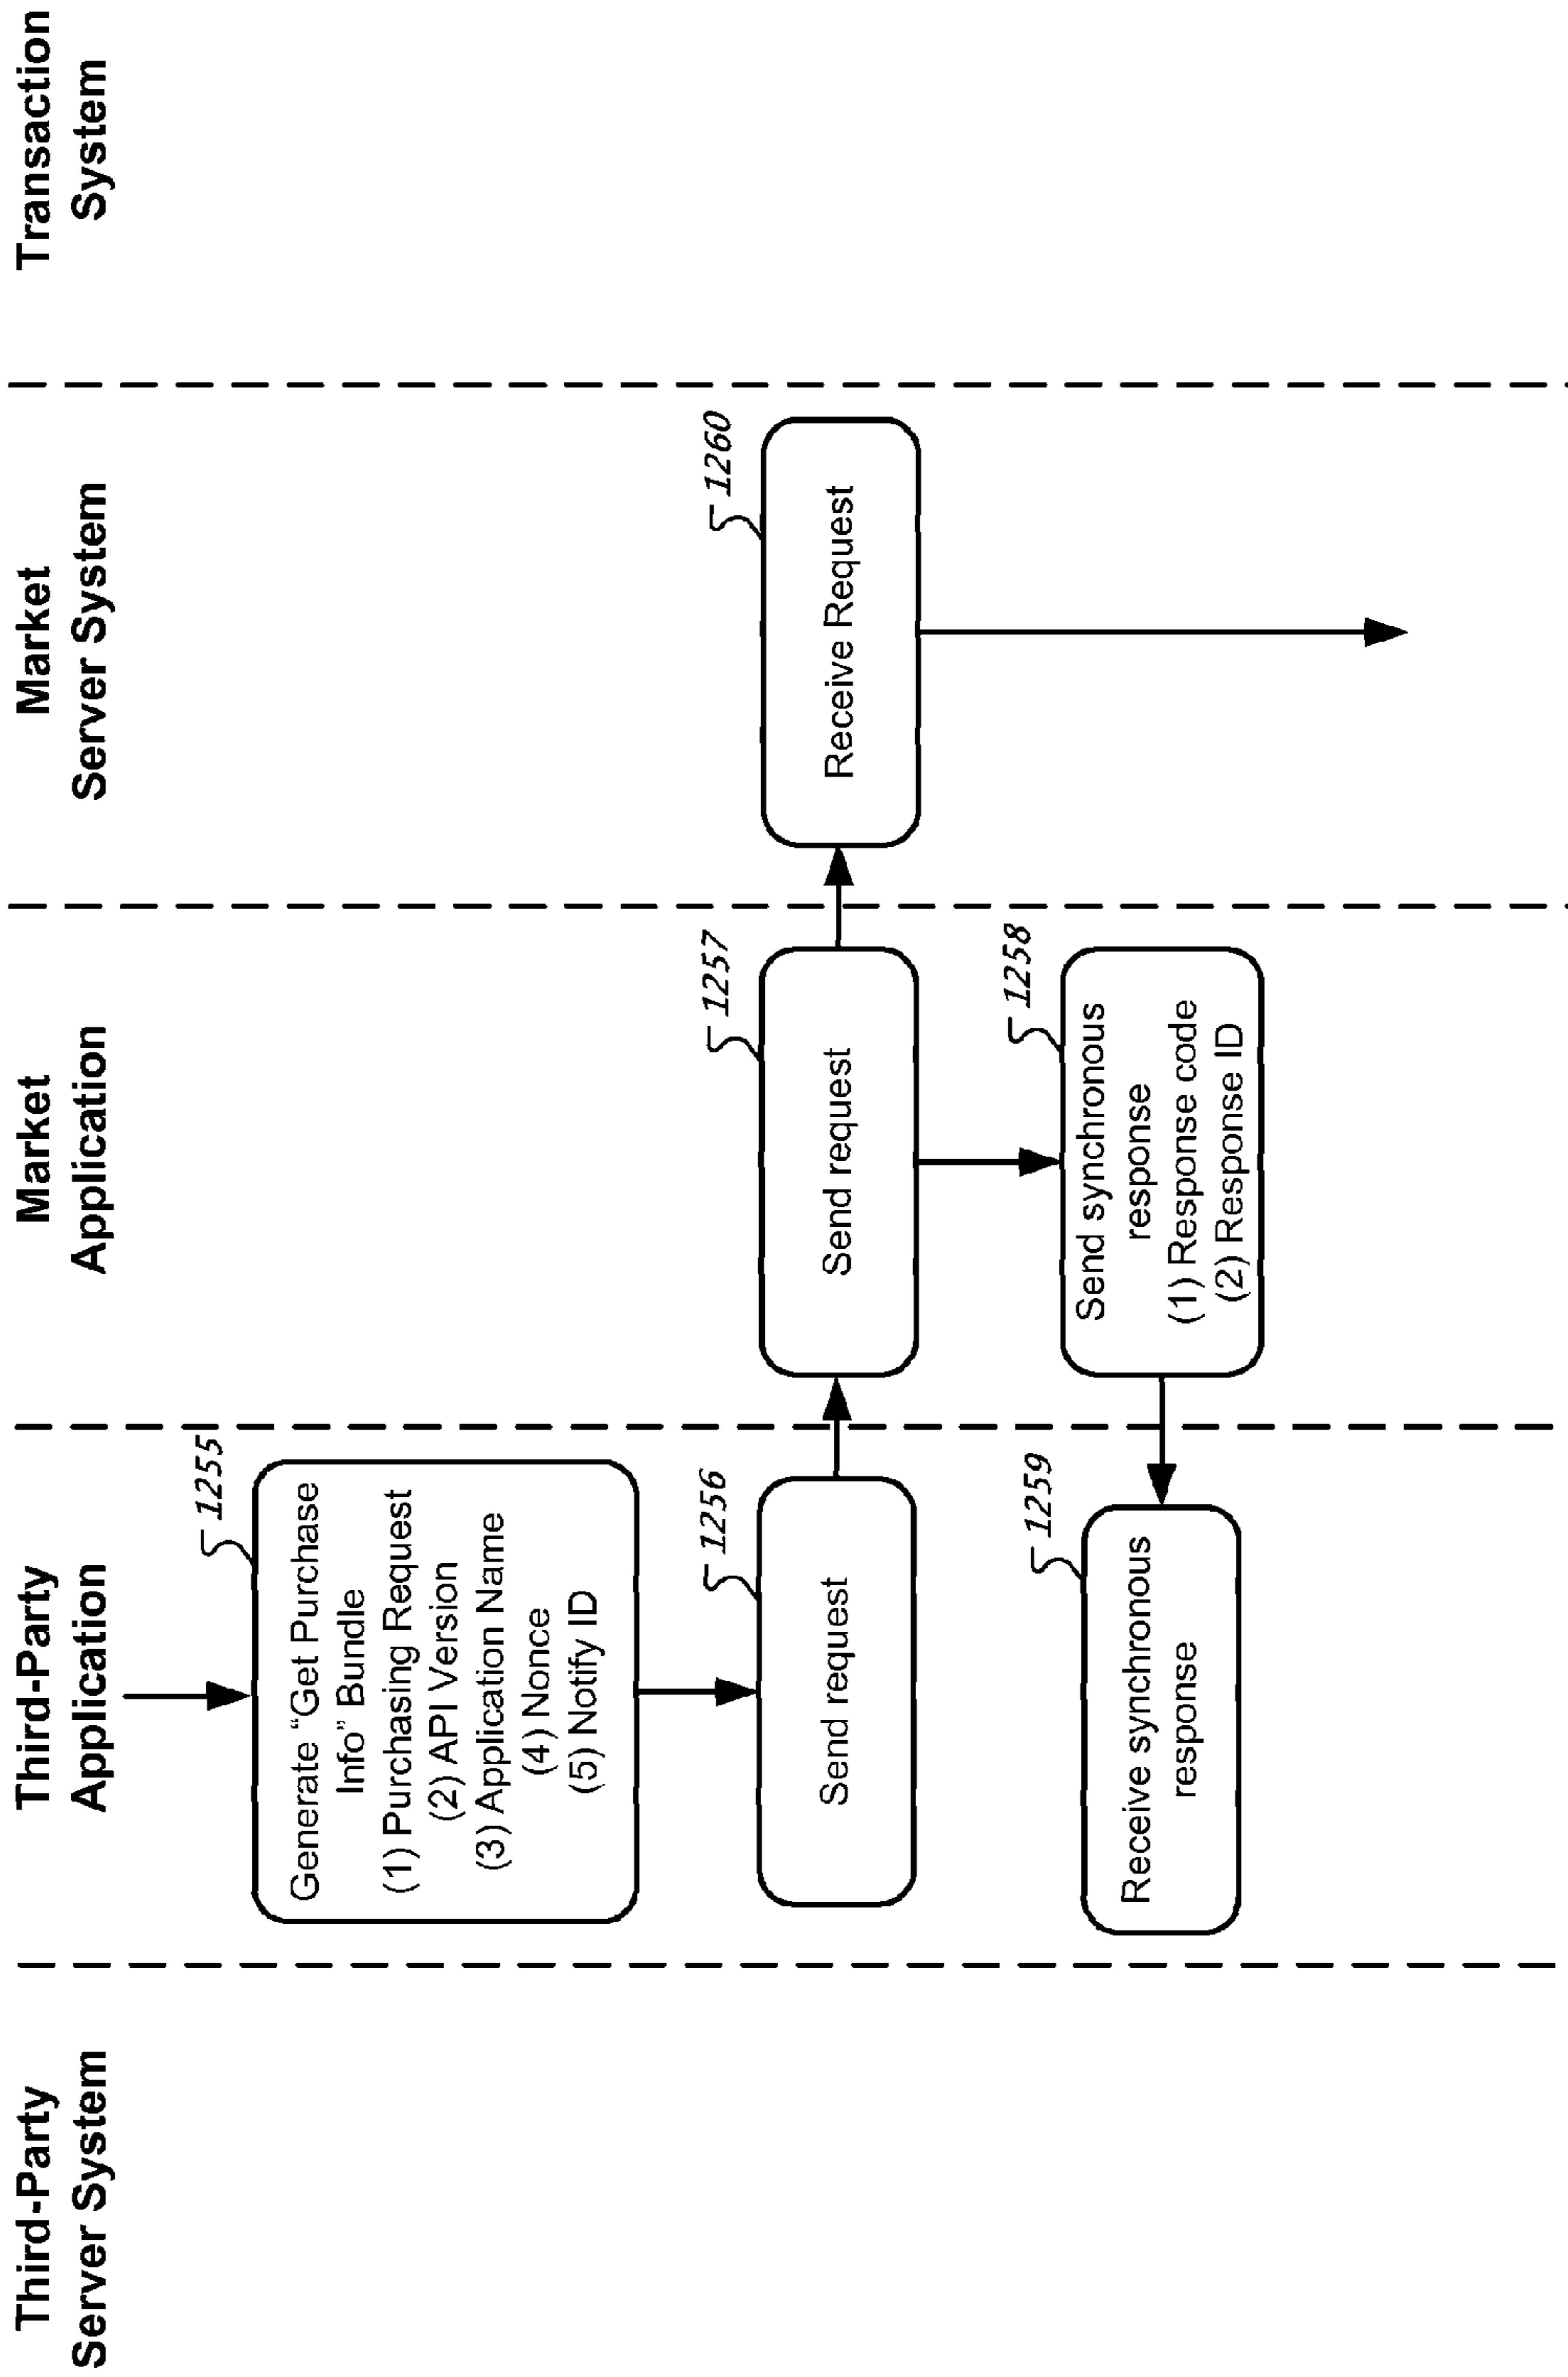 Third-Party
Server System
Third-Party
Application
Market
Application
Market
Server System
Transaction
System
1255
Generate “Get Purchase
Info” Bundle
(1) Purchasing Request
(2) API Version
(3) Application Name
(4) Nonce
(5) Notify ID
1256
Send request
1257
Send request
1260
Receive Request
1258
Send synchronous
response
(1) Response code
(2) Response ID
1259
Receive synchronous
response